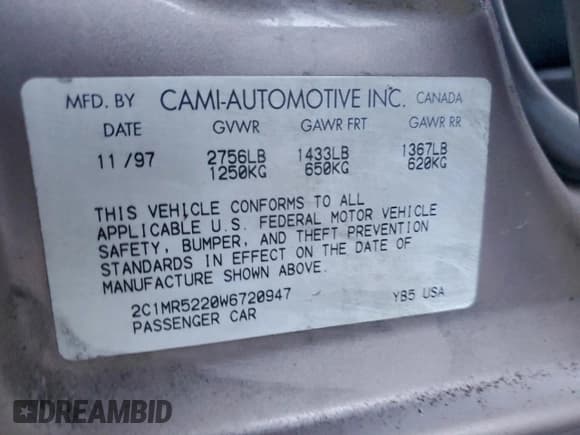 MFD. BY CAMI-AUTOMOTIVE INC. CANADA
DATE GVWR GAWR FRT GAWR RR
11 /97 2756LB 1433LB 1367LB
1250KG 650KG 620KG
THIS VEHICLE CONFORMS TO ALL
APPLICABLE U.S. FEDERAL MOTOR VEHICLE
SAFETY, BUMPER, AND THEFT PREVENTION
STANDARDS IN EFFECT ON THE DATE OF
MANUFACTURE SHOWN ABOVE.
2C1MR5220W6720947 YB5 USA
PASSENGER CAR
DREAMBID